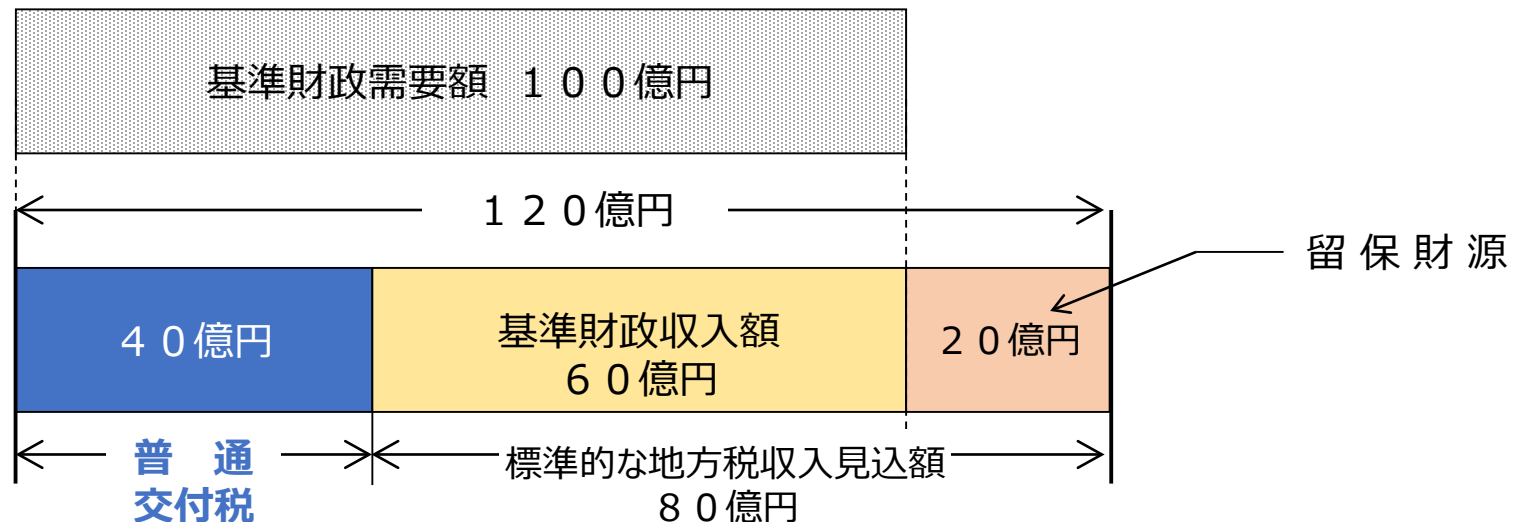 基準財政需要額 １００億円
１２０億円
留保財源
４０億円
基準財政収入額
６０億円
２０億円
普 通
交付税
標準的な地方税収入見込額
８０億円